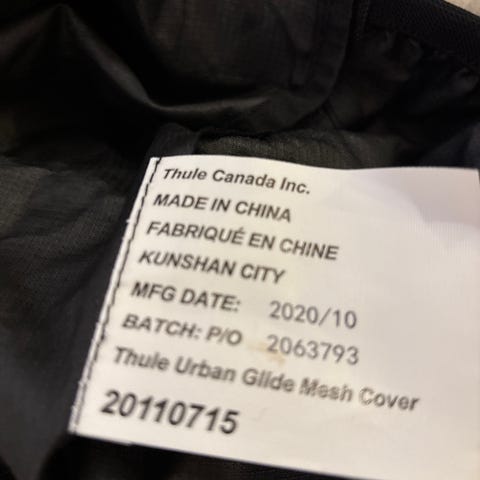 Thule Canada Inc.
MADE IN CHINA
FABRIQUÉ EN CHINE
KUNSHAN CITY
MFG DATE: 2020/10
BATCH: P/O 2063793
Thule Urban Glide Mesh Cover
20110715